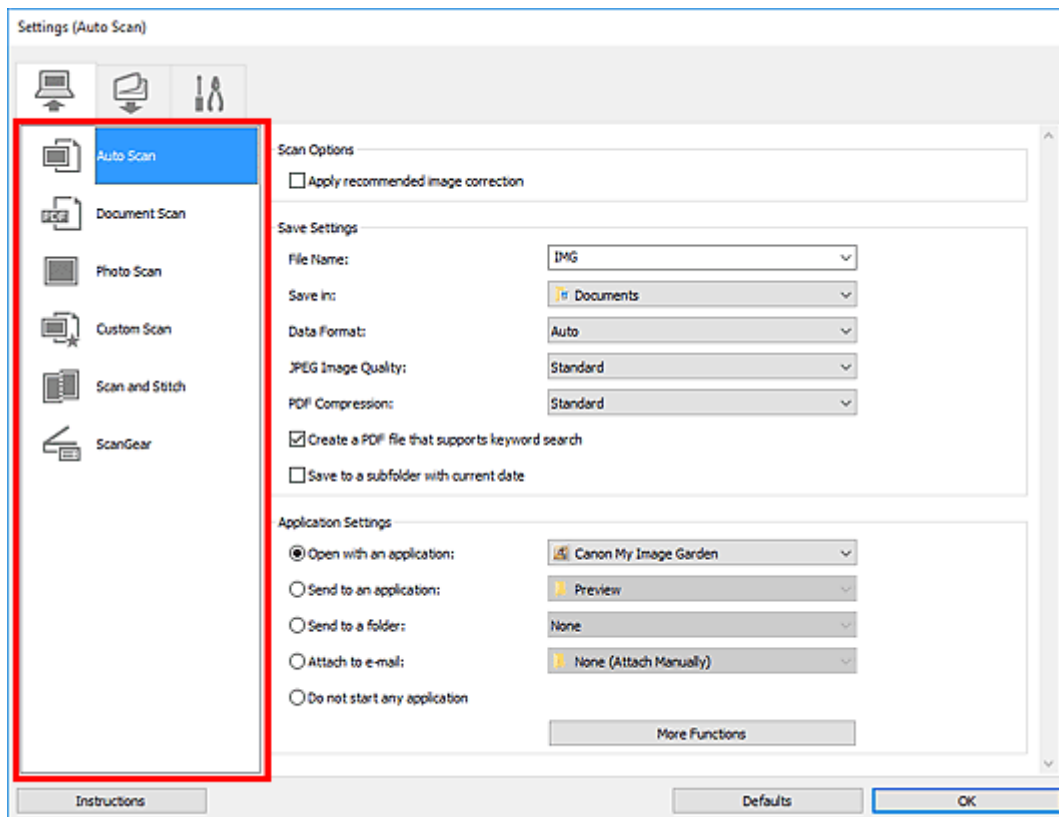 Settings (Auto Scan)
Auto Scan
Document Scan
Photo Scan
Custom Scan
Scan and Stitch
ScanGear
Scan Options
Apply recommended image correction
Save Settings
File Name: IMG
Save in: Documents
Data Format: Auto
JPEG Image Quality: Standard
PDF Compression: Standard
Create a PDF file that supports keyword search
Save to a subfolder with current date
Application Settings
Open with an application: Canon My Image Garden
Send to an application: Preview
Send to a folder: None
Attach to e-mail: None (Attach Manually)
Do not start any application
More Functions
Instructions Defaults OK